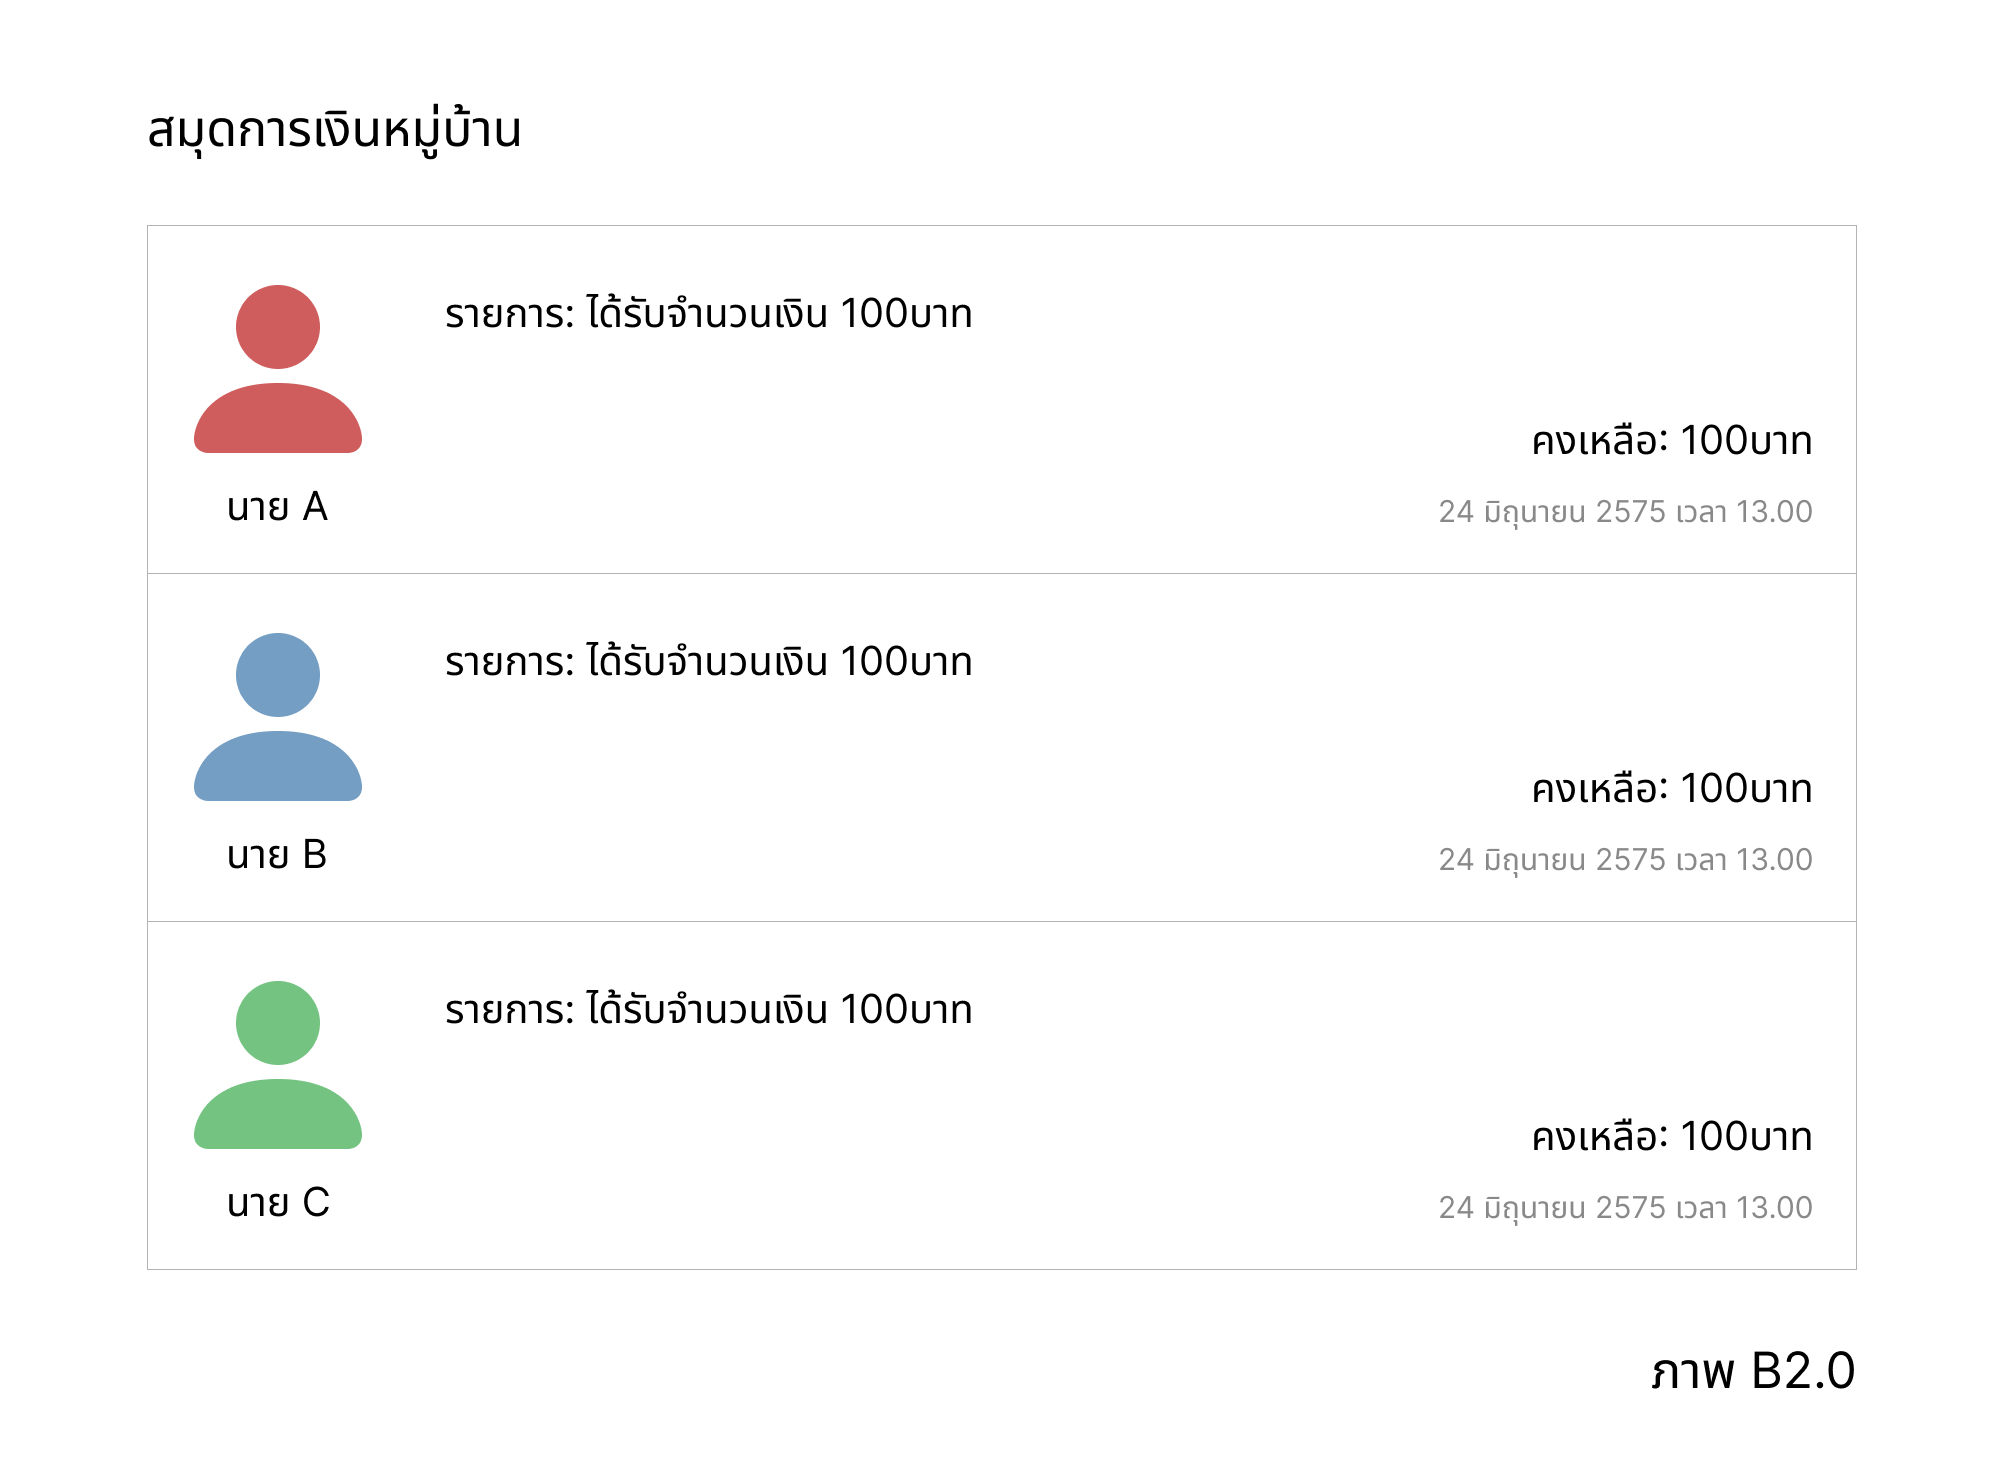 สมุดการเงินหมู่บ้าน
รายการ: ได้รับจำนวนเงิน 100บาท
คงเหลือ: 100บาท
นาย A
24 มิถุนายน 2575 เวลา 13.00
รายการ: ได้รับจำนวนเงิน 100บาท
คงเหลือ: 100บาท
นาย B
24 มิถุนายน 2575 เวลา 13.00
รายการ: ได้รับจำนวนเงิน 100บาท
คงเหลือ: 100บาท
นาย C
24 มิถุนายน 2575 เวลา 13.00
ภาพ B2.0